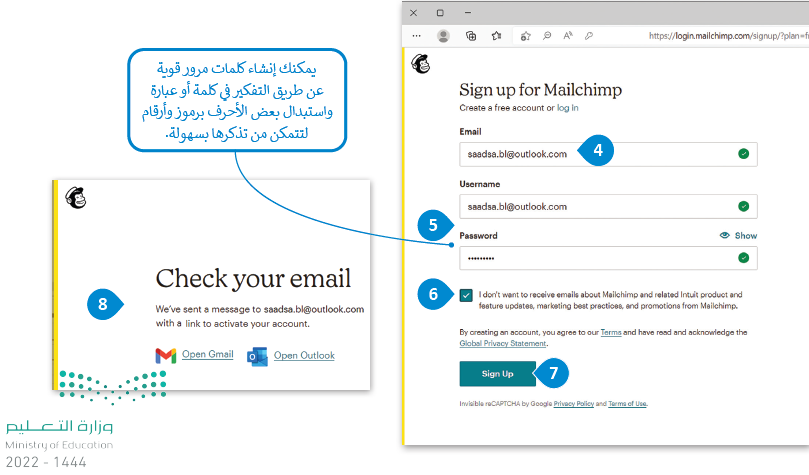 https://login.mailchimp.com/signup/?plan=fr
Sign up for Mailchimp
Create a free account or log In
Email
saadsa.bl@outlook.com
4
Username
saadsa.bl@outlook.com
5
Password
Show
•••••••••
6
I don't want to receive emails about Mailchimp and related Intuit product and
feature updates, marketing best practices, and promotions from Mailchimp.
By creating an account, you agree to our Terms and have read and acknowledge the
Global Privacy Statement.
Sign Up
7
Invisible reCAPTCHA by Google Privacy Policy and Terms of Use.
يمكنك إنشاء كلمات مرور قوية
عن طريق التفكير في كلمة أو عبارة
واستبدال بعض الأحرف برموز وأرقام
لتتمكن من تذكرها بسهولة.
8
Check your email
We've sent a message to saadsa.bl@outlook.com
with a link to activate your account.
Open Gmail
Open Outlook
وزارة التعليم
Ministry of Education
2022 - 1444